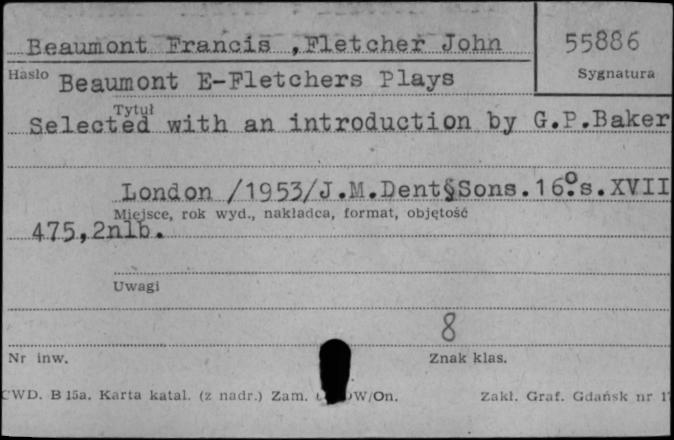 Beaumont Francis ,Fletcher John 55886
Hasło Beaumont E-Fletchers Plays Sygnatura
Tytuł
Selected with an introduction by G.P.Baker
London /1953/J.M.Dent§Sons.16°.s.XVII
Miejsce, rok wyd., nakładca, format, objętość
475,2nlb.
Uwagi
8
Nr inw. Znak klas.
CWD. B 15a. Karta katal. (z nadr.) Zam. W/On. Zakł. Graf. Gdańsk nr